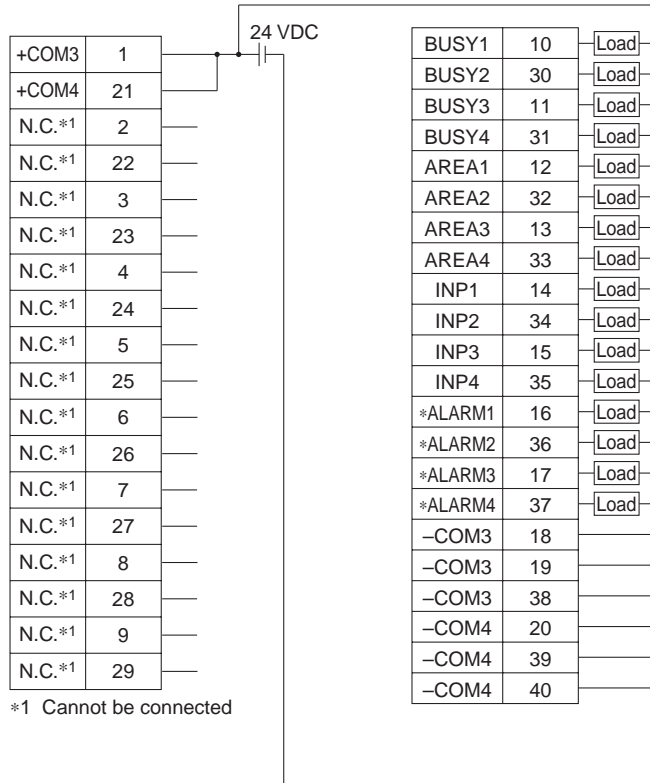 24 VDC
+COM3 1
+COM4 21
N.C.*1 2
N.C.*1 22
N.C.*1 3
N.C.*1 23
N.C.*1 4
N.C.*1 24
N.C.*1 5
N.C.*1 25
N.C.*1 6
N.C.*1 26
N.C.*1 7
N.C.*1 27
N.C.*1 8
N.C.*1 28
N.C.*1 9
N.C.*1 29
*1 Cannot be connected
BUSY1 10 Load
BUSY2 30 Load
BUSY3 11 Load
BUSY4 31 Load
AREA1 12 Load
AREA2 32 Load
AREA3 13 Load
AREA4 33 Load
INP1 14 Load
INP2 34 Load
INP3 15 Load
INP4 35 Load
*ALARM1 16 Load
*ALARM2 36 Load
*ALARM3 17 Load
*ALARM4 37 Load
–COM3 18
–COM3 19
–COM3 38
–COM4 20
–COM4 39
–COM4 40